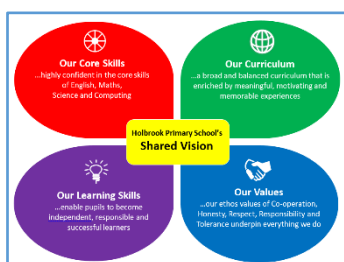 Our Core Skills
...highly confident in the core skills
of English, Maths,
Science and Computing
Our Curriculum
...a broad and balanced curriculum that is
enriched by meaningful, motivating and
memorable experiences
Holbrook Primary School's
Shared Vision
Our Learning Skills
...enable pupils to become
independent, responsible and
successful learners
Our Values
...our ethos values of Co-operation,
Honesty, Respect, Responsibility and
Tolerance underpin everything we do